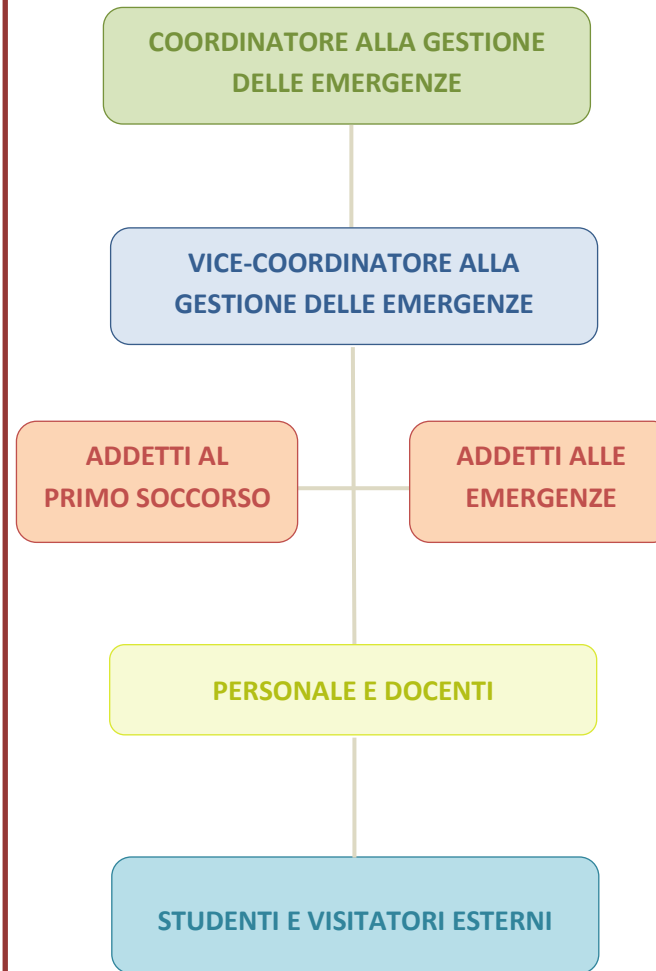 COORDINATORE ALLA GESTIONE
DELLE EMERGENZE
VICE-COORDINATORE ALLA
GESTIONE DELLE EMERGENZE
ADDETTI AL
PRIMO SOCCORSO
ADDETTI ALLE
EMERGENZE
PERSONALE E DOCENTI
STUDENTI E VISITATORI ESTERNI